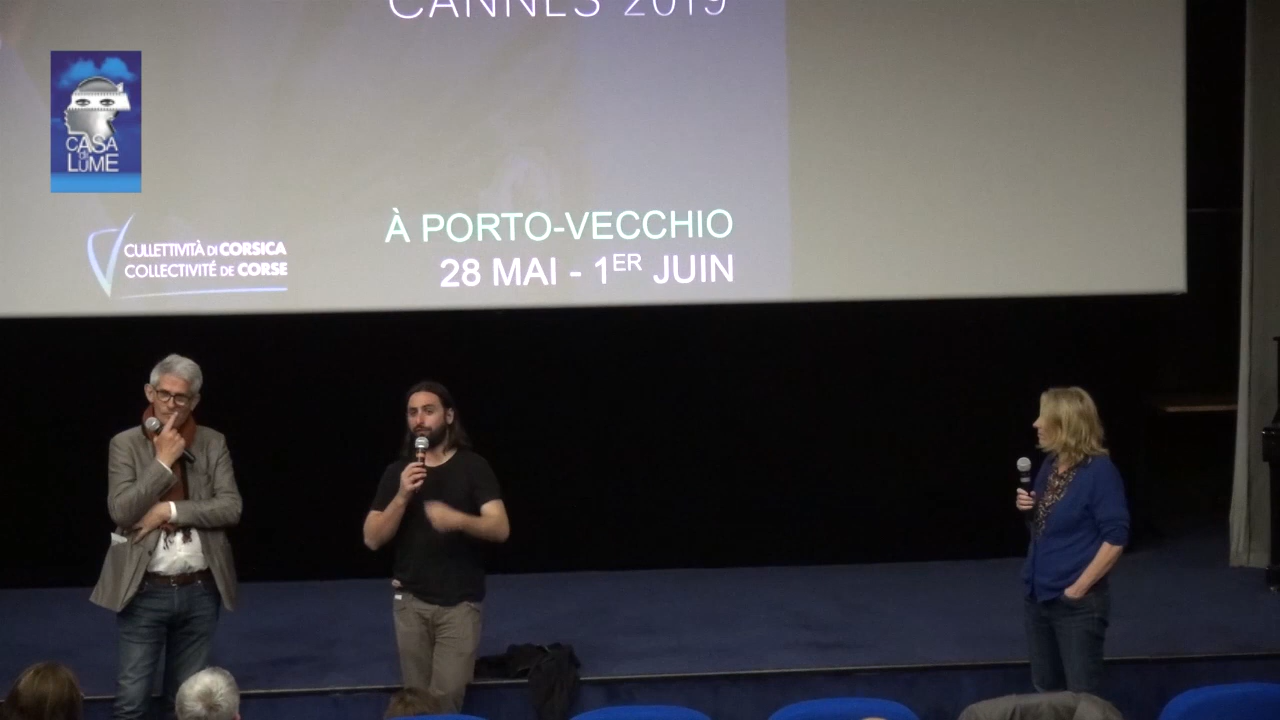 CANNES 2019
CASA
DI
LUME
CULLETTIVITÀ DI CORSICA
COLLECTIVITÉ DE CORSE
À PORTO-VECCHIO
28 MAI - 1ER JUIN